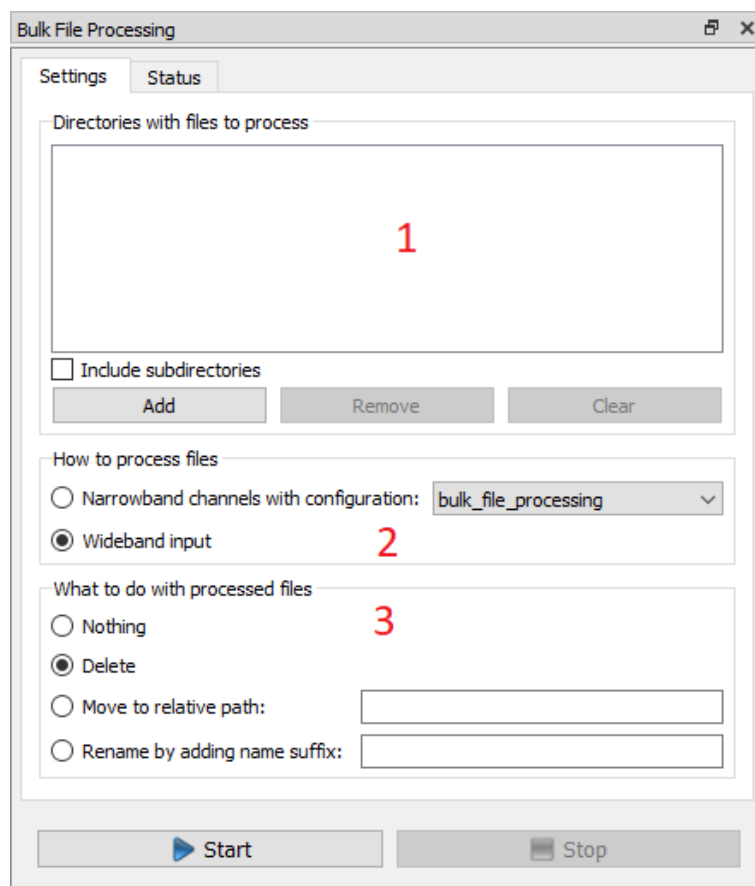 Bulk File Processing
Settings Status
Directories with files to process
1
Include subdirectories
Add Remove Clear
How to process files
Narrowband channels with configuration: bulk_file_processing
Wideband input
2
What to do with processed files
3
Nothing
Delete
Move to relative path:
Rename by adding name suffix:
Start Stop